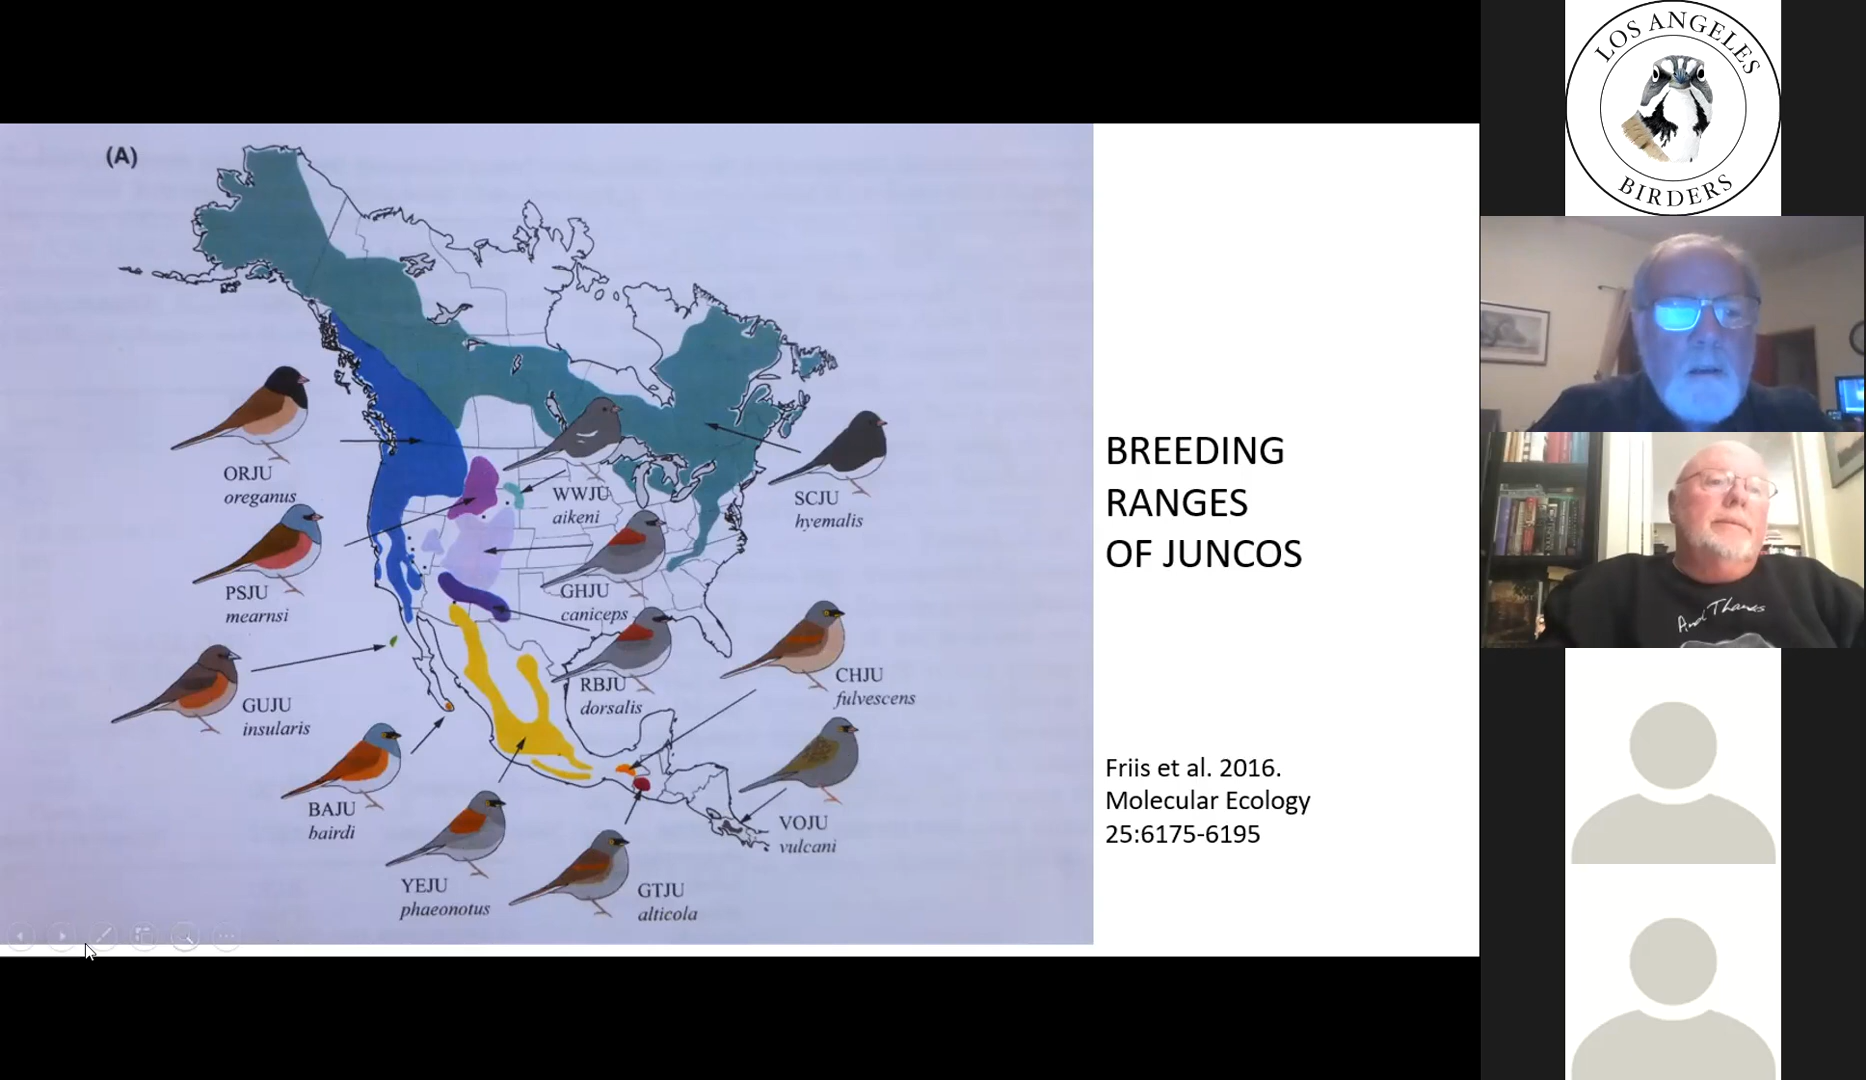 (A)
ORJU
oreganus
PSJU
mearnsi
GUJU
insularis
BAJU
bairdi
YEJU
phaeonotus
GTJU
alticola
WWJU
aikeni
GHJU
caniceps
RBJU
dorsalis
SCJU
hyemalis
CHJU
fulvescens
VOJU
vulcani
BREEDING
RANGES
OF JUNCOS
Friis et al. 2016.
Molecular Ecology
25:6175-6195
LOS ANGELES
BIRDERS
And Thanks